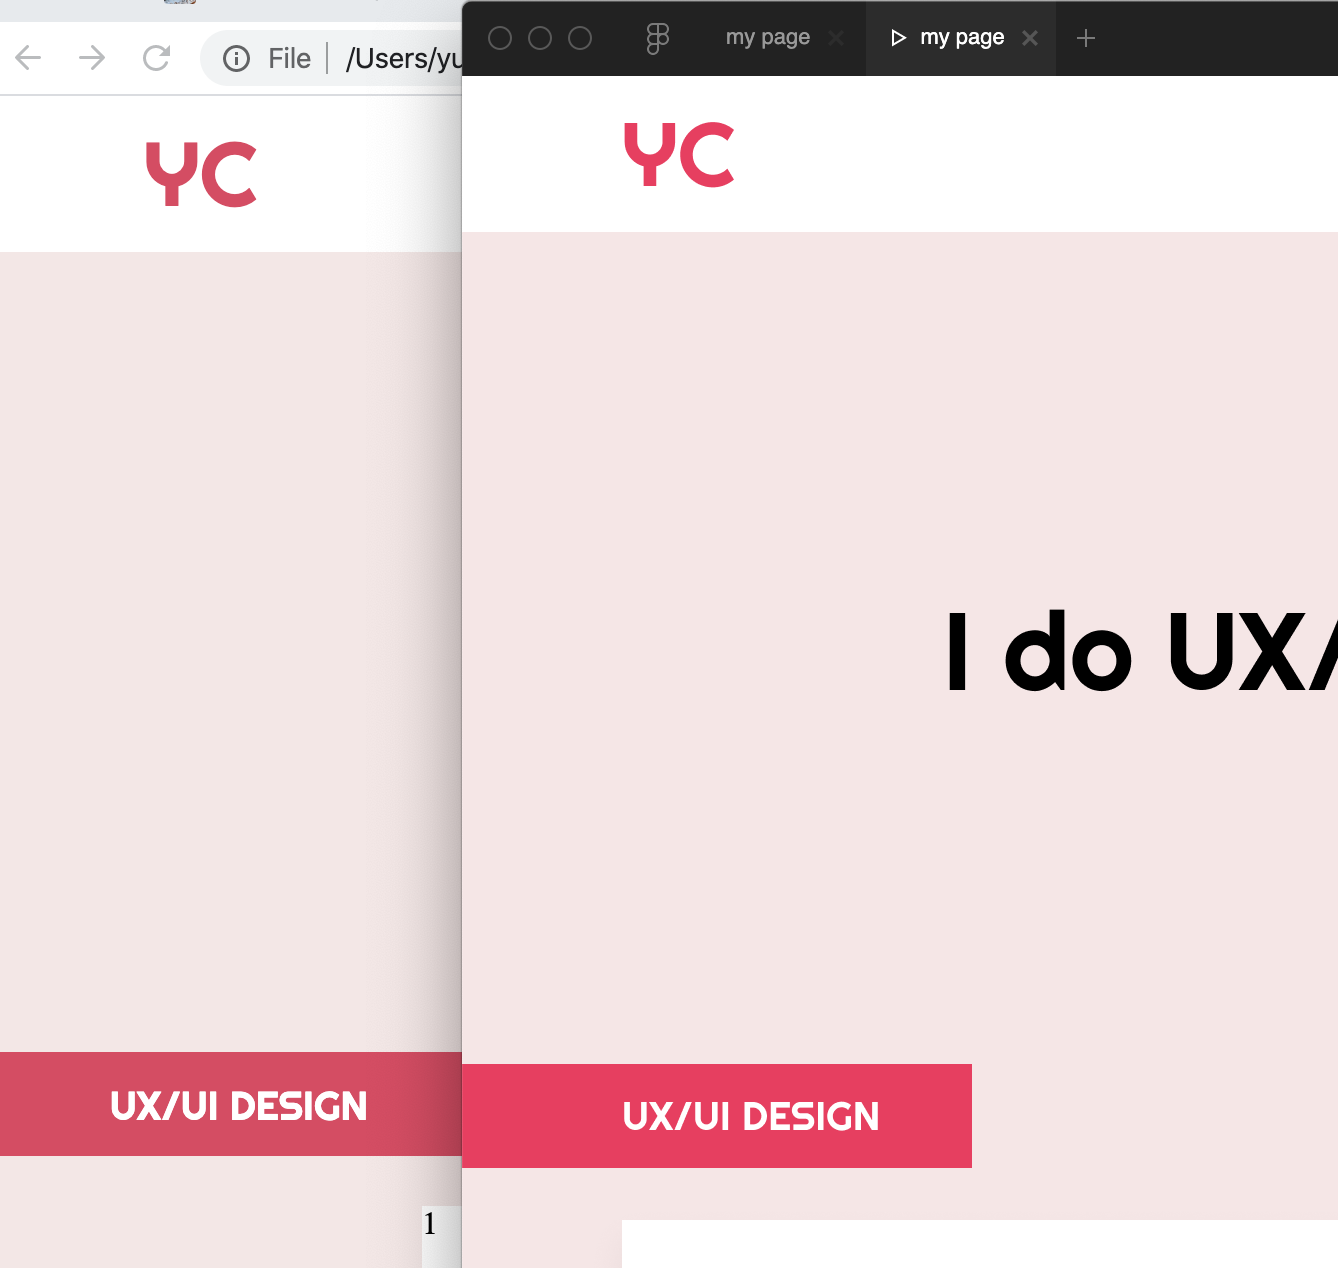 File
/Users/yu
YC
UX/UI DESIGN
1
my page
my page
YC
I do UX/
UX/UI DESIGN